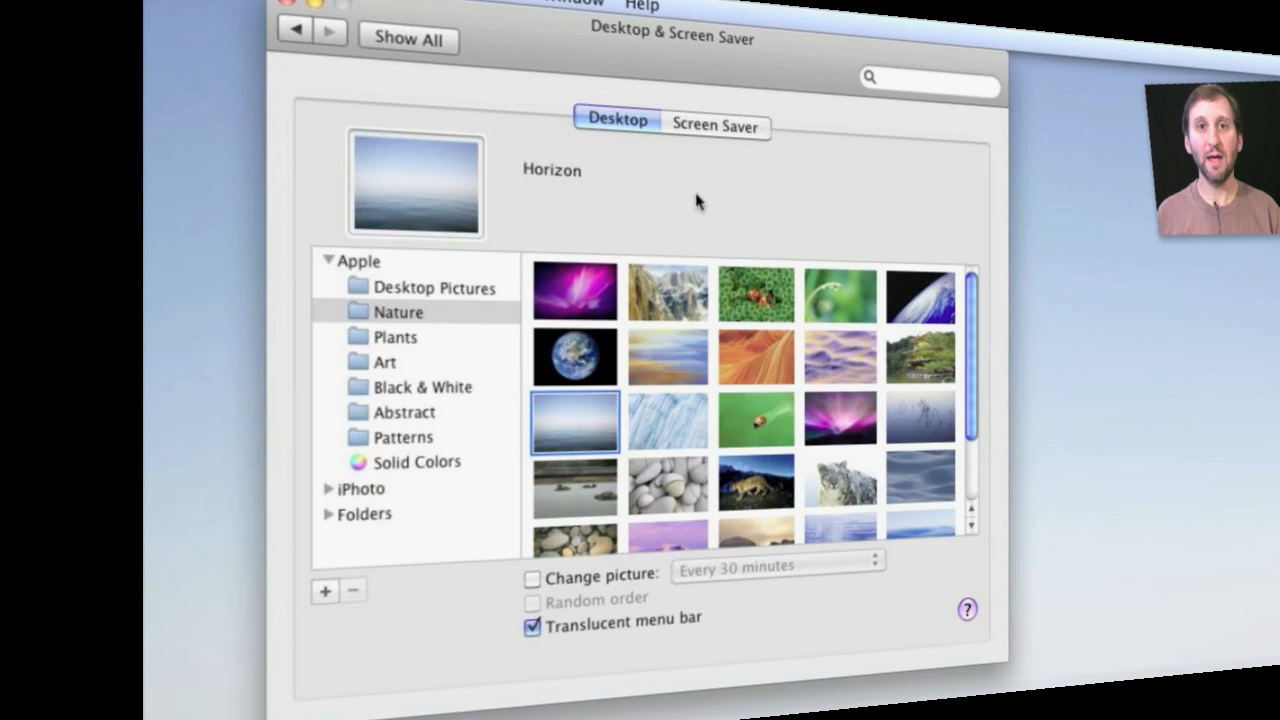 Window Help
Desktop & Screen Saver
Show All
Desktop Screen Saver
Horizon
Apple
Desktop Pictures
Nature
Plants
Art
Black & White
Abstract
Patterns
Solid Colors
iPhoto
Folders
Change picture: Every 30 minutes
Random order
Translucent menu bar
?